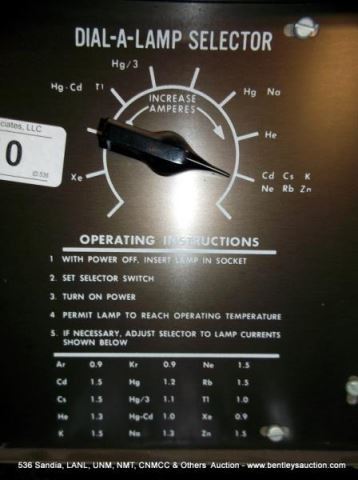 DIAL-A-LAMP SELECTOR
Hg/3
Hg-Cd Tl
Hg Na
INCREASE
AMPERES
ciates, LLC
0
ID:536
He
Xe
Cd Cs K
Ne Rb Zn
OPERATING INSTRUCTIONS
1 WITH POWER OFF, INSERT LAMP IN SOCKET
2. SET SELECTOR SWITCH
3. TURN ON POWER
4 PERMIT LAMP TO REACH OPERATING TEMPERATURE
5. IF NECESSARY, ADJUST SELECTOR TO LAMP CURRENTS
SHOWN BELOW
Ar 0.9 Kr 0.9 Ne 1.5
Cd 1.5 Hg 1.2 Rb 1.5
Cs 1.5 Hg/3 1.1 Tl 1.0
He 1.3 Hg-Cd 1.0 Xe 0.9
K 1.5 Na 1.3 Zn 1.5
536 Sandia, LANL, UNM, NMT, CNMCC & Others Auction - www.bentleysauction.com